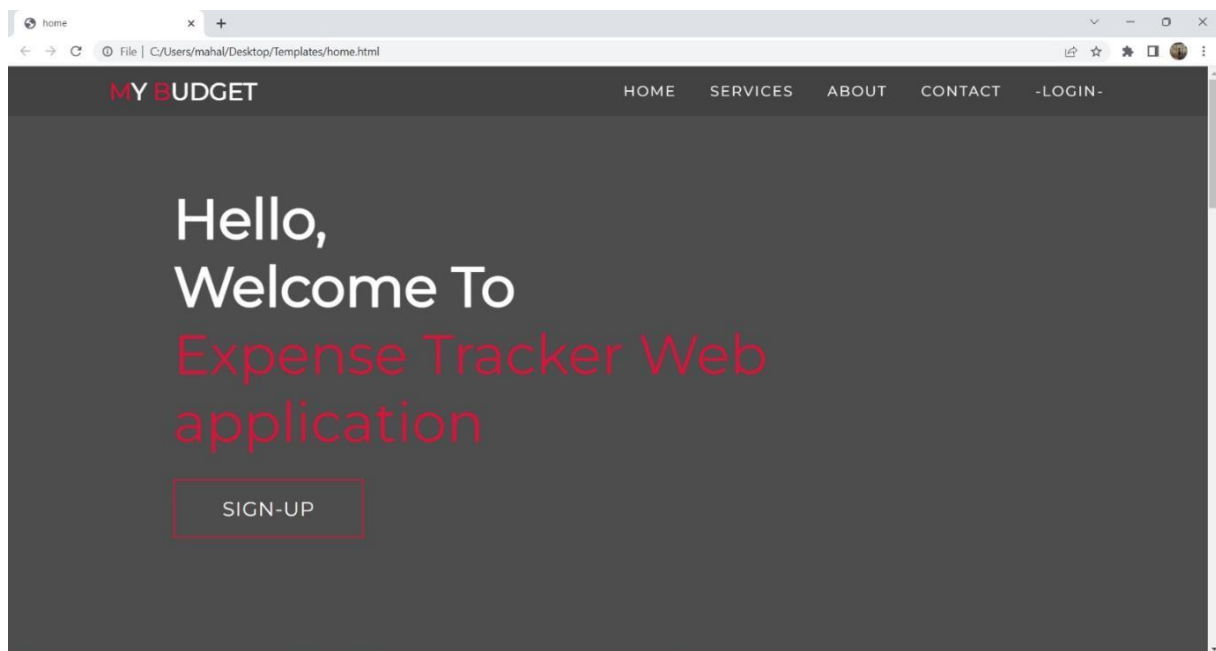 home
File | C:/Users/mahal/Desktop/Templates/home.html
MY BUDGET
HOME SERVICES ABOUT CONTACT -LOGIN-
Hello,
Welcome To
Expense Tracker Web
application
SIGN-UP